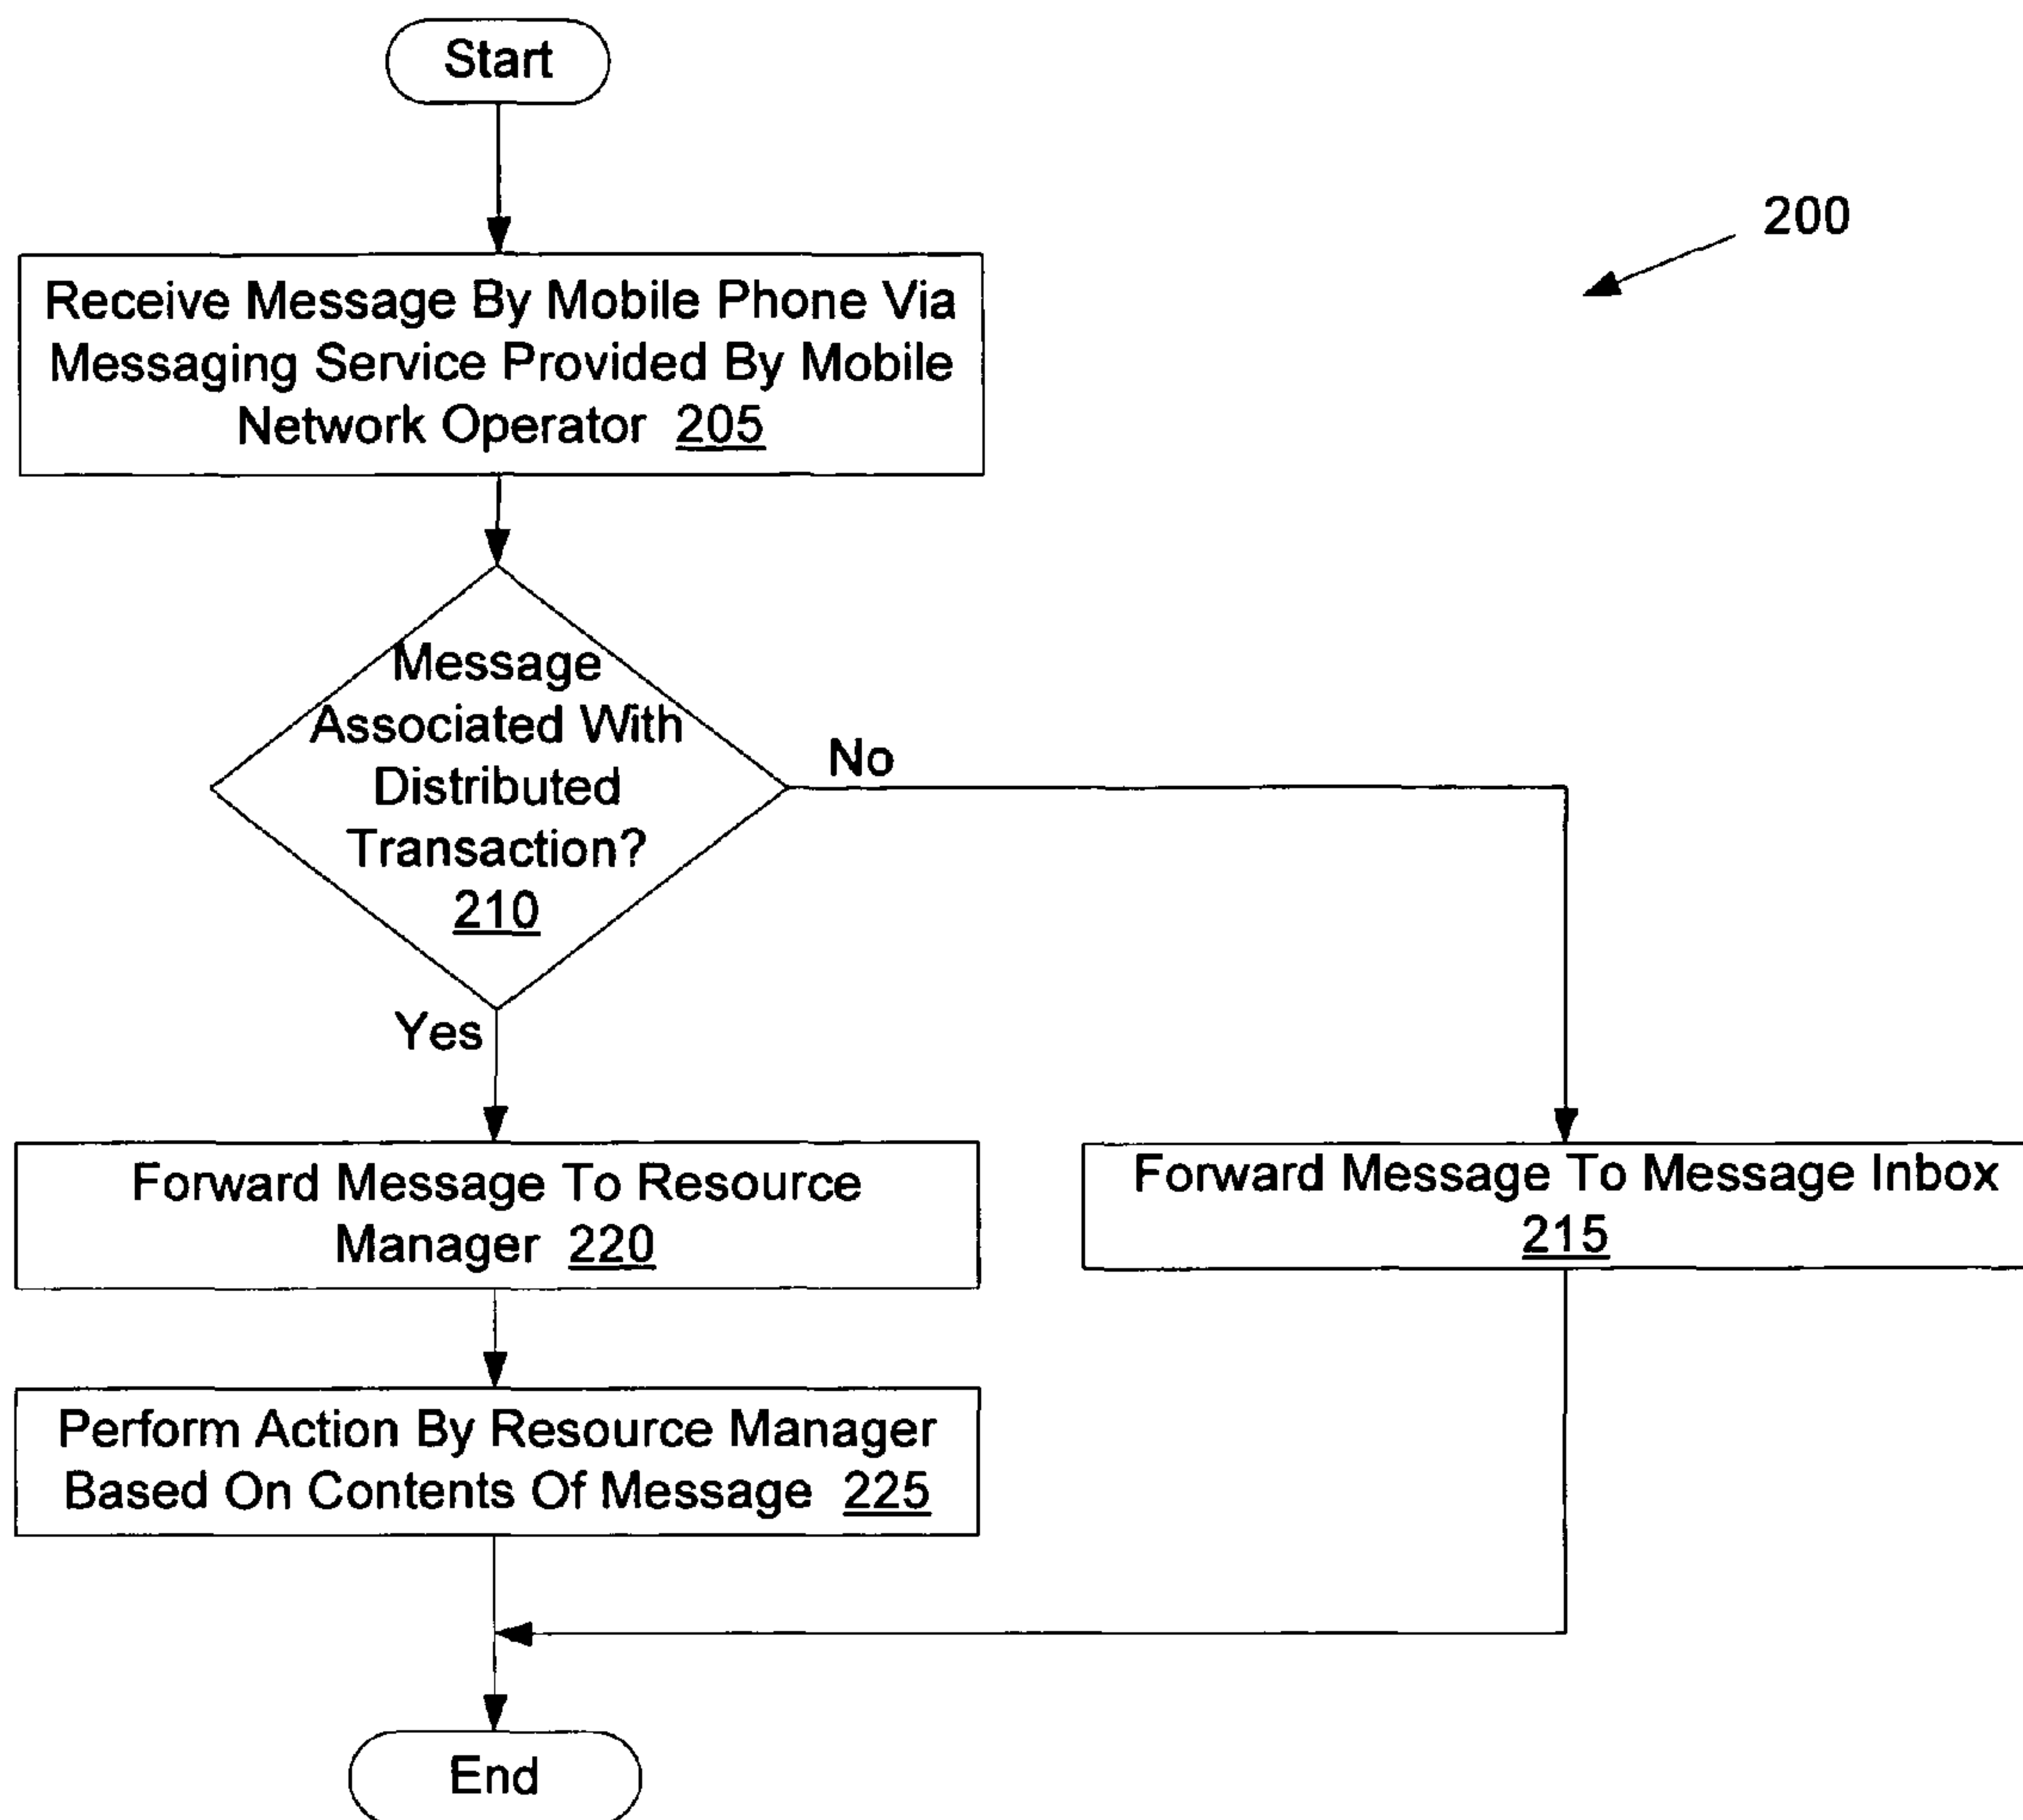 Start
200
Receive Message By Mobile Phone Via
Messaging Service Provided By Mobile
Network Operator 205
Message
Associated With
Distributed
Transaction?
210
No
Yes
Forward Message To Resource
Manager 220
Forward Message To Message Inbox
215
Perform Action By Resource Manager
Based On Contents Of Message 225
End